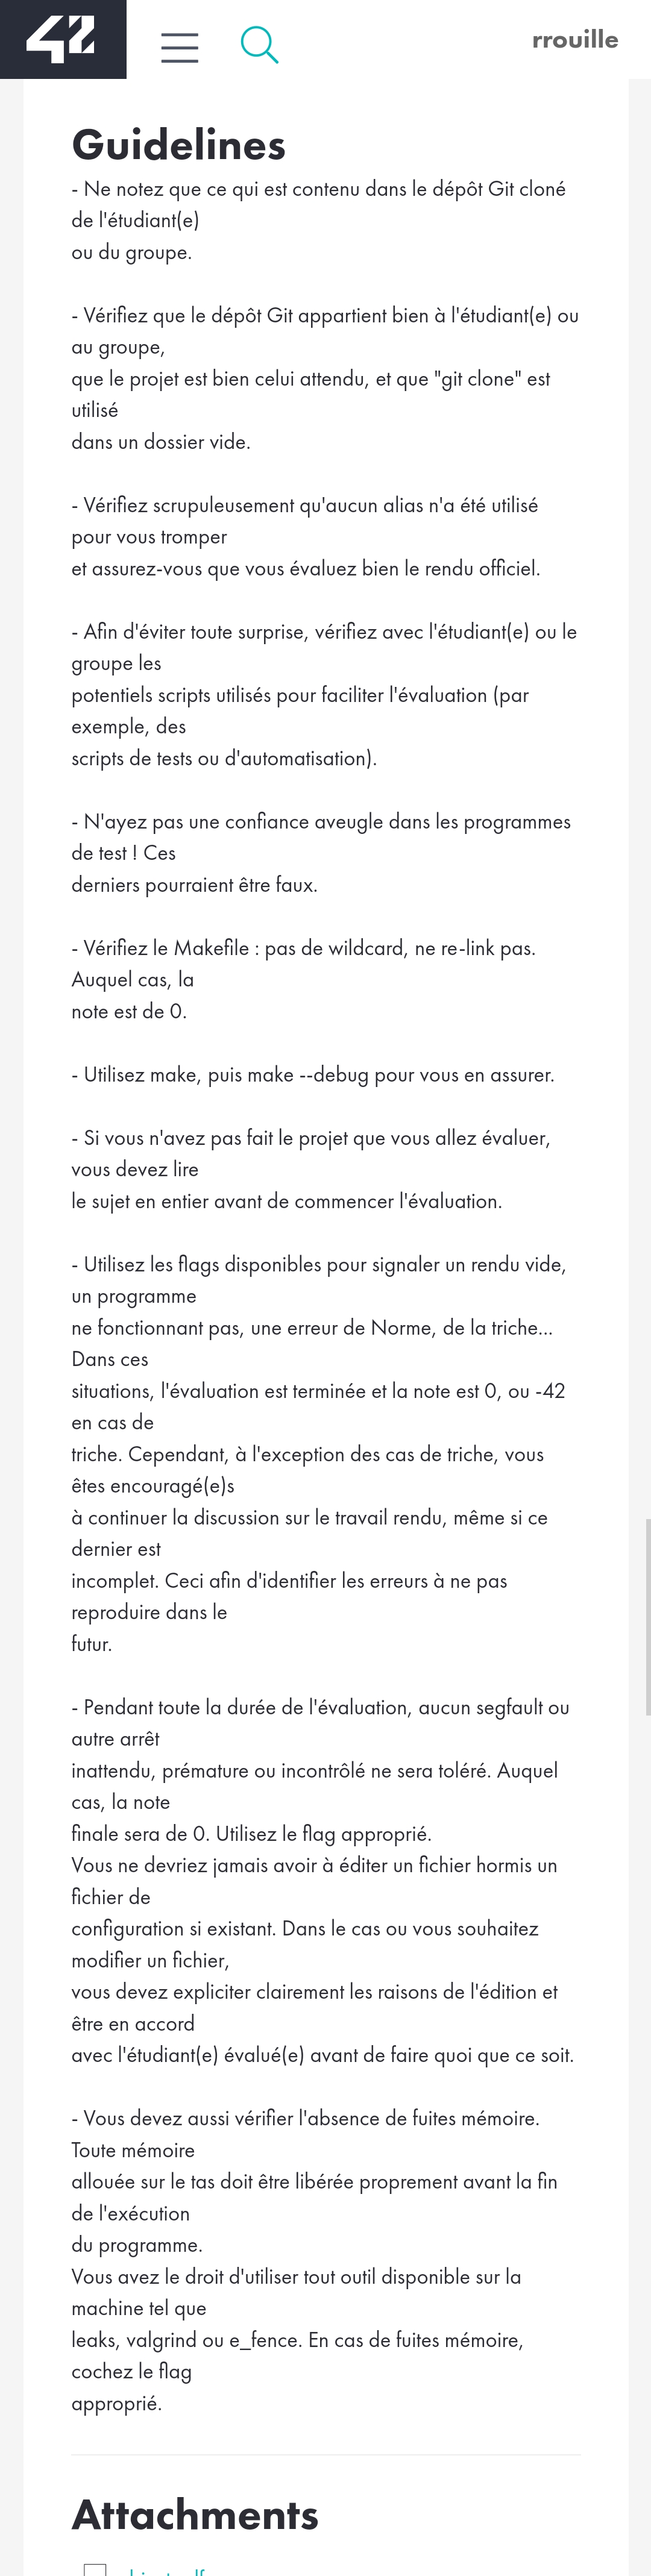 42
rrouille
Guidelines
- Ne notez que ce qui est contenu dans le dépôt Git cloné
de l'étudiant(e)
ou du groupe.
- Vérifiez que le dépôt Git appartient bien à l'étudiant(e) ou
au groupe,
que le projet est bien celui attendu, et que "git clone" est
utilisé
dans un dossier vide.
- Vérifiez scrupuleusement qu'aucun alias n'a été utilisé
pour vous tromper
et assurez-vous que vous évaluez bien le rendu officiel.
- Afin d'éviter toute surprise, vérifiez avec l'étudiant(e) ou le
groupe les
potentiels scripts utilisés pour faciliter l'évaluation (par
exemple, des
scripts de tests ou d'automatisation).
- N'ayez pas une confiance aveugle dans les programmes
de test ! Ces
derniers pourraient être faux.
- Vérifiez le Makefile : pas de wildcard, ne re-link pas.
Auquel cas, la
note est de 0.
- Utilisez make, puis make --debug pour vous en assurer.
- Si vous n'avez pas fait le projet que vous allez évaluer,
vous devez lire
le sujet en entier avant de commencer l'évaluation.
- Utilisez les flags disponibles pour signaler un rendu vide,
un programme
ne fonctionnant pas, une erreur de Norme, de la triche...
Dans ces
situations, l'évaluation est terminée et la note est 0, ou -42
en cas de
triche. Cependant, à l'exception des cas de triche, vous
êtes encouragé(e)s
à continuer la discussion sur le travail rendu, même si ce
dernier est
incomplet. Ceci afin d'identifier les erreurs à ne pas
reproduire dans le
futur.
- Pendant toute la durée de l'évaluation, aucun segfault ou
autre arrêt
inattendu, prémature ou incontrôlé ne sera toléré. Auquel
cas, la note
finale sera de 0. Utilisez le flag approprié.
Vous ne devriez jamais avoir à éditer un fichier hormis un
fichier de
configuration si existant. Dans le cas ou vous souhaitez
modifier un fichier,
vous devez expliciter clairement les raisons de l'édition et
être en accord
avec l'étudiant(e) évalué(e) avant de faire quoi que ce soit.
- Vous devez aussi vérifier l'absence de fuites mémoire.
Toute mémoire
allouée sur le tas doit être libérée proprement avant la fin
de l'exécution
du programme.
Vous avez le droit d'utiliser tout outil disponible sur la
machine tel que
leaks, valgrind ou e_fence. En cas de fuites mémoire,
cochez le flag
approprié.
Attachments